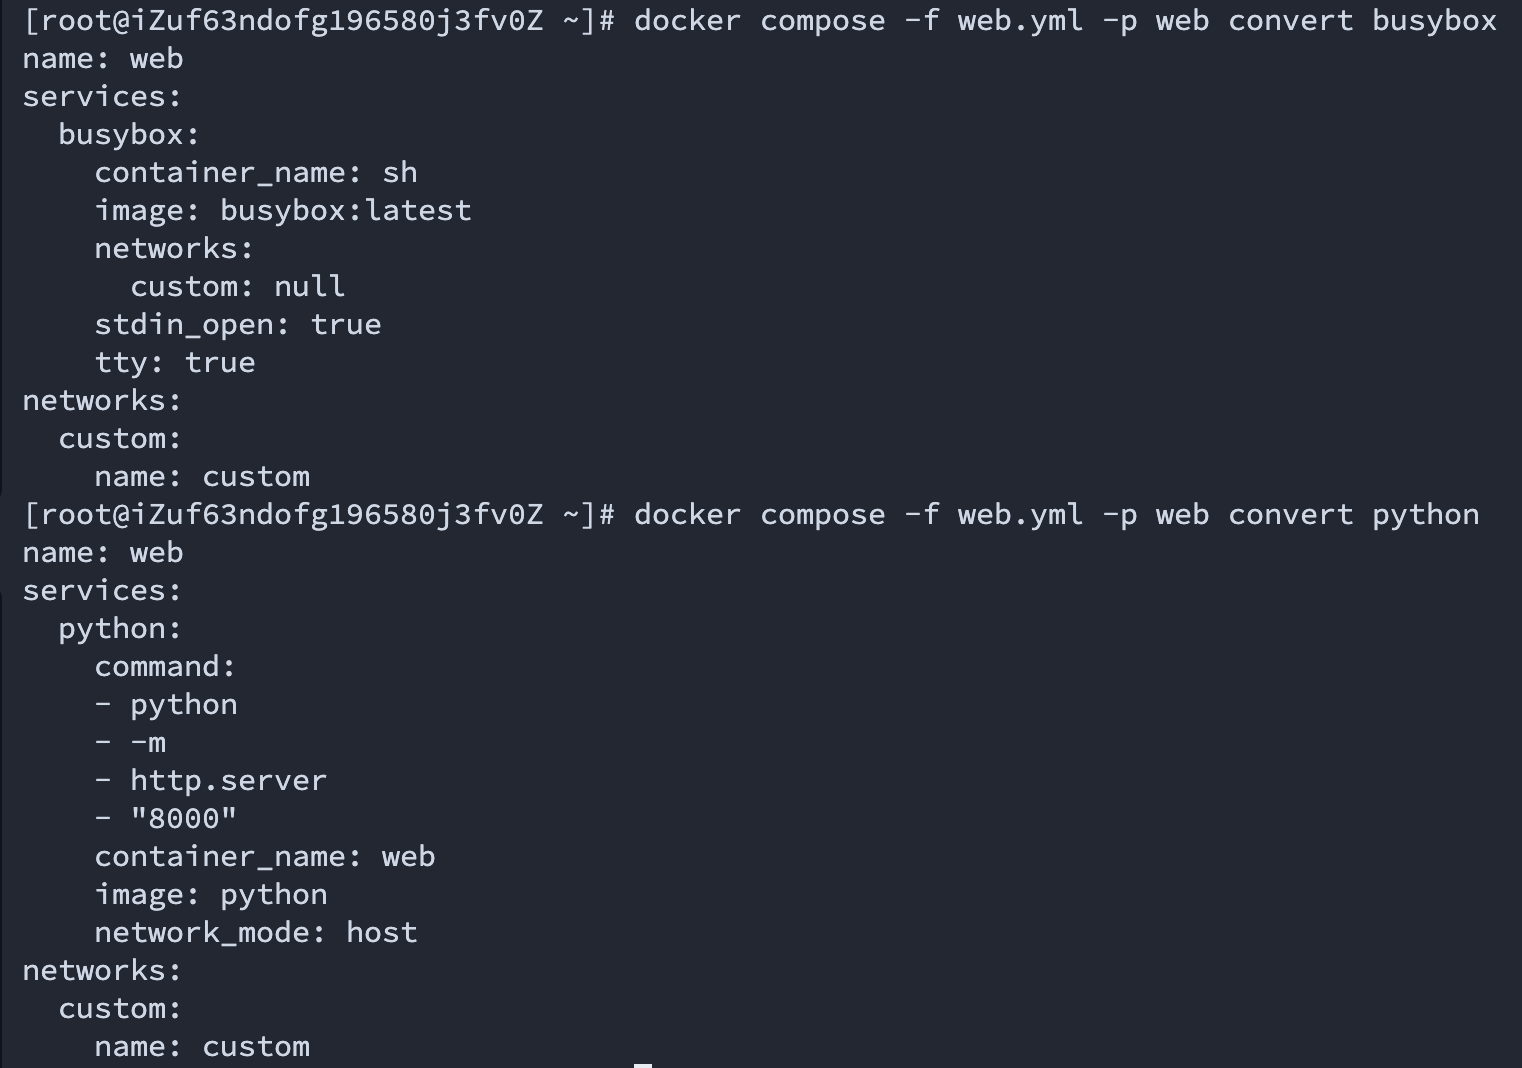 [root@iZuf63ndofg196580j3fv0Z ~]# docker compose -f web.yml -p web convert busybox
name: web
services:
  busybox:
    container_name: sh
    image: busybox:latest
    networks:
      custom: null
    stdin_open: true
    tty: true
networks:
  custom:
    name: custom
[root@iZuf63ndofg196580j3fv0Z ~]# docker compose -f web.yml -p web convert python
name: web
services:
  python:
    command:
    - python
    - -m
    - http.server
    - "8000"
    container_name: web
    image: python
    network_mode: host
networks:
  custom:
    name: custom